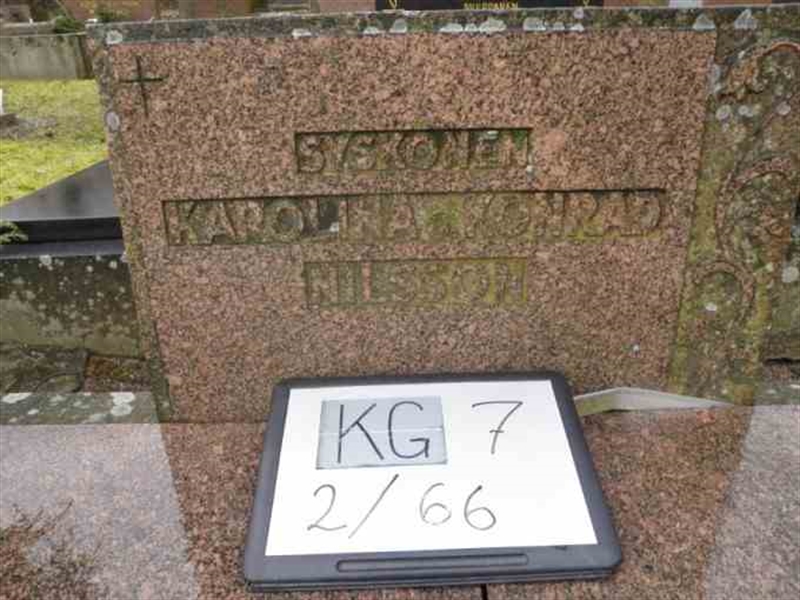 SYSKONEN
KAROLINA KONRAD
NILSSON
KG 7
2/66